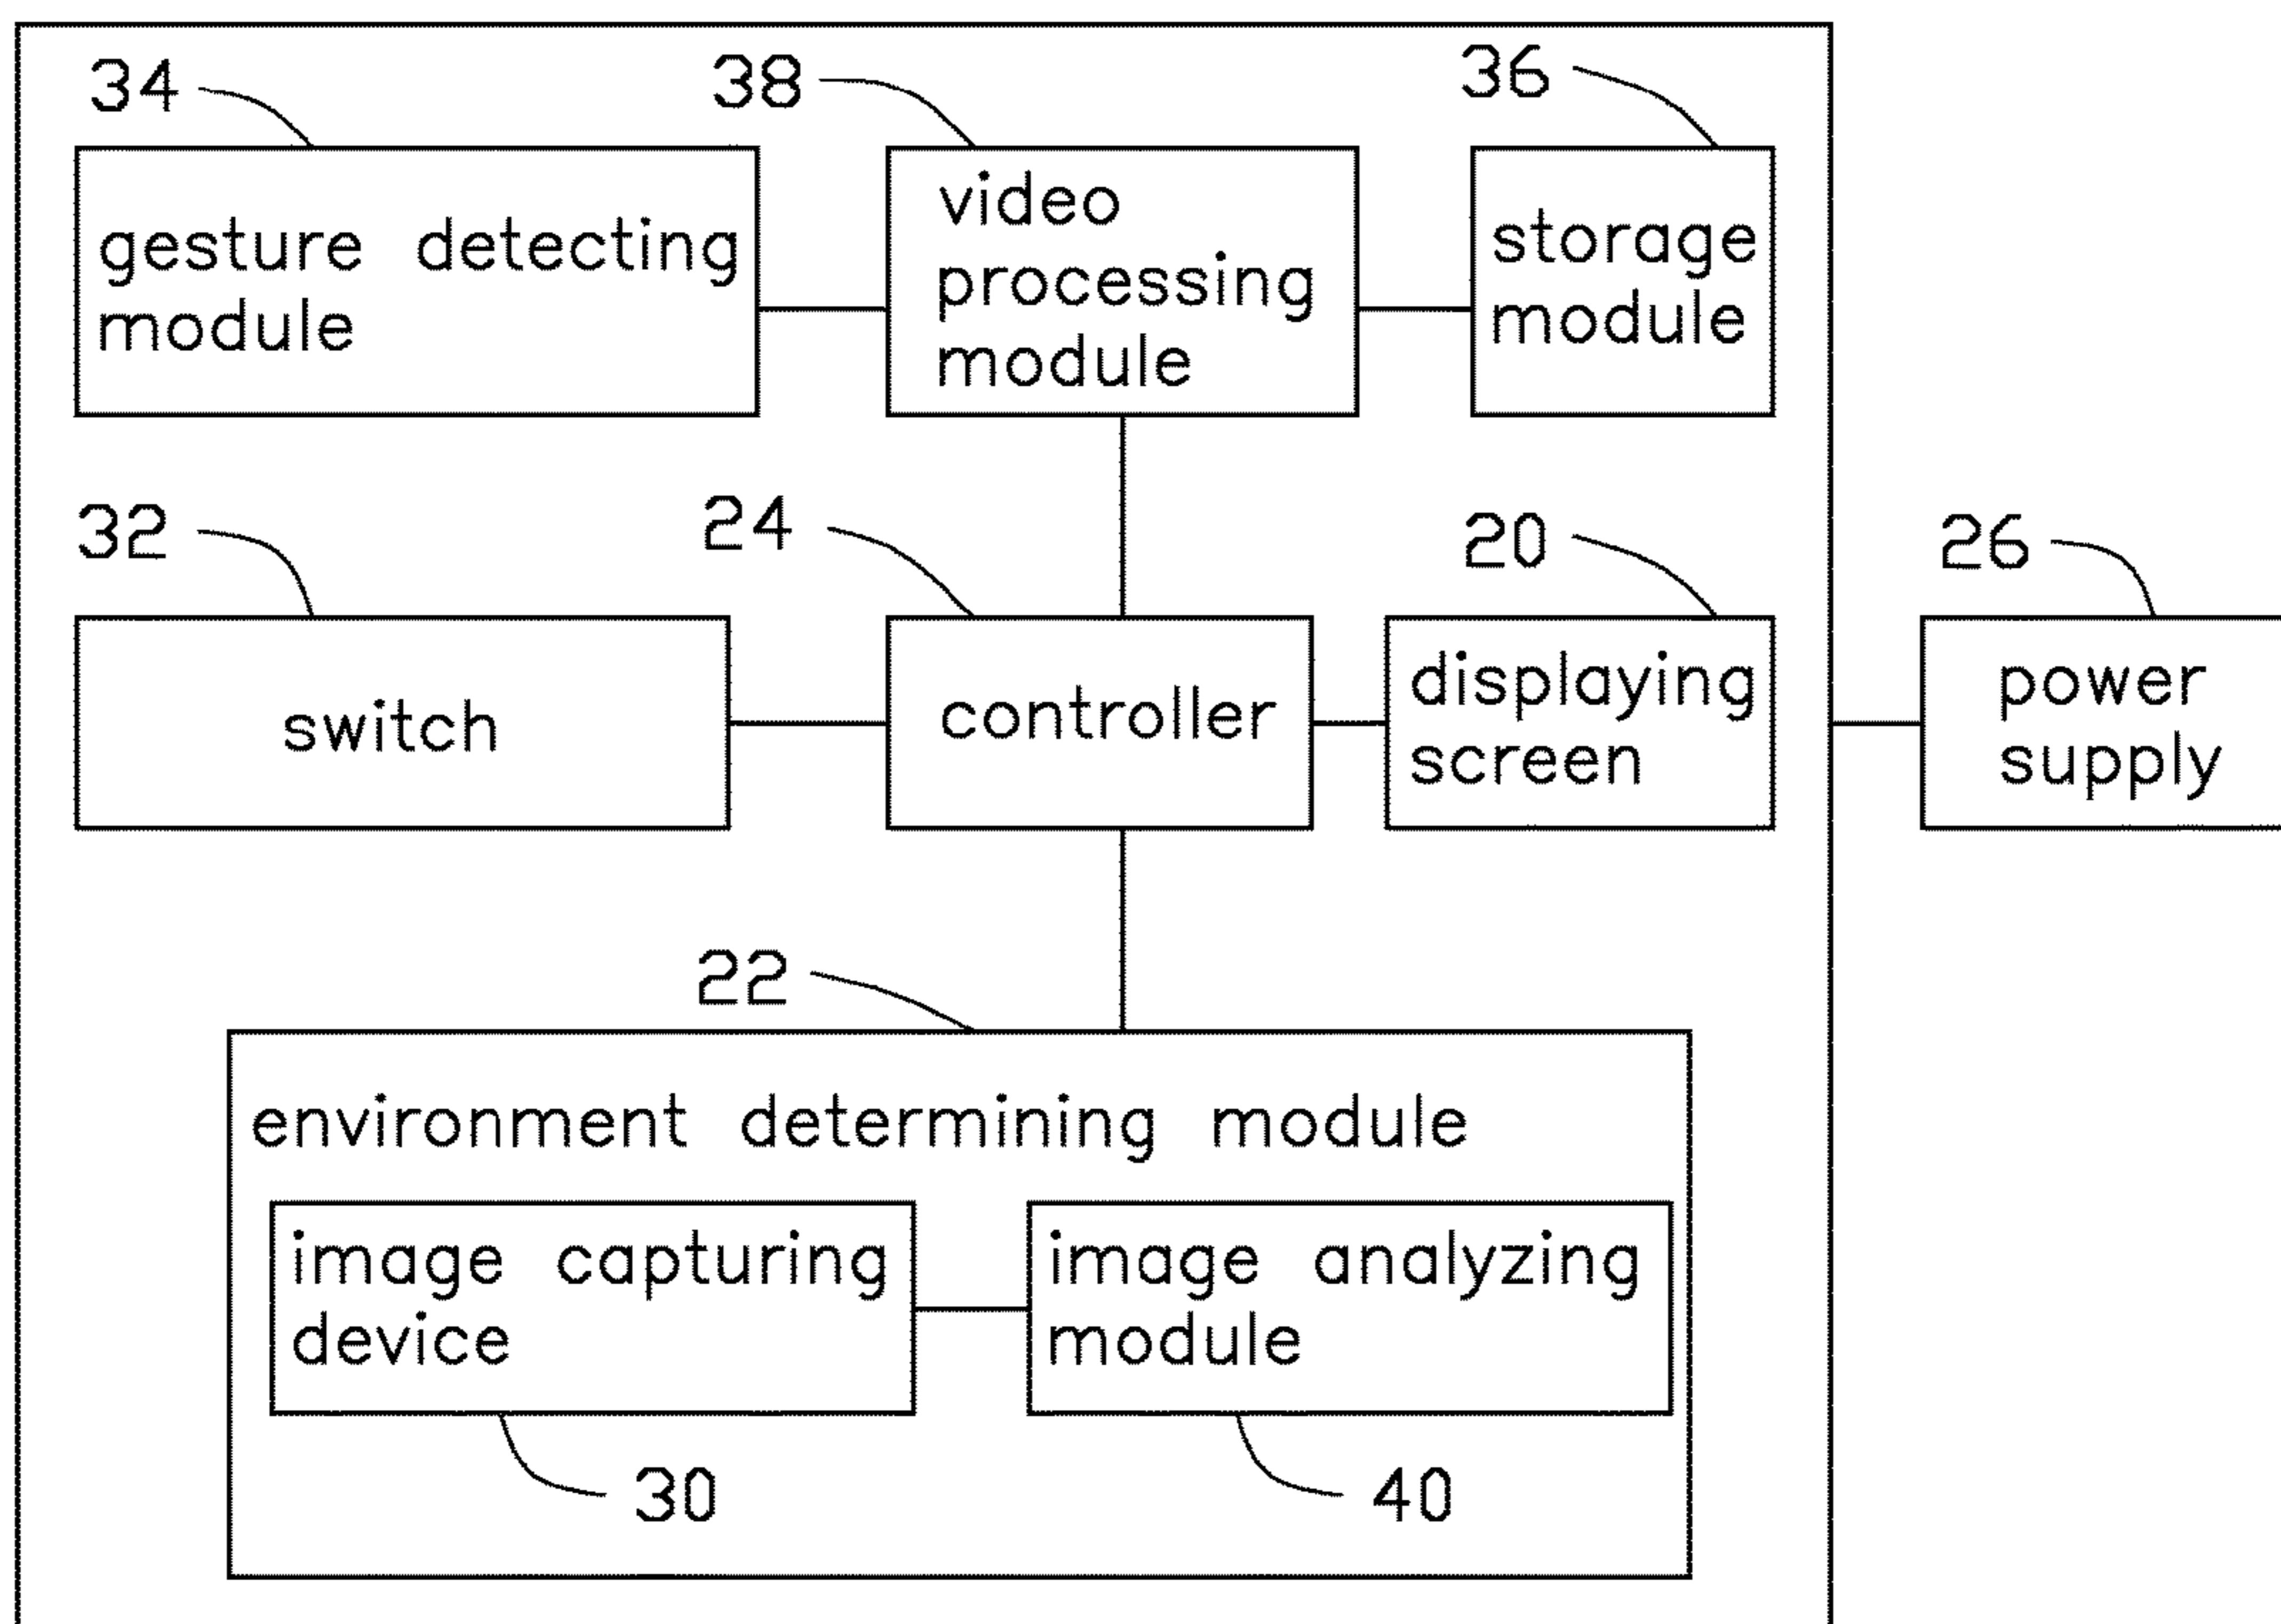 34
38
36
gesture detecting
module
video
processing
module
storage
module
32
24
20
26
switch
controller
displaying
screen
power
supply
22
environment determining module
image capturing
device
image analyzing
module
30
40